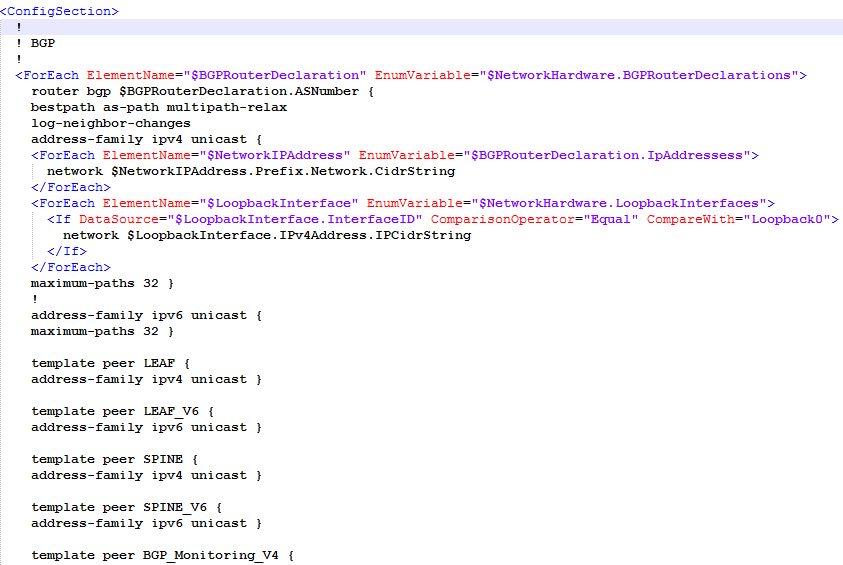 <ConfigSection>
!
! BGP
!
<ForEach ElementName="$BGPRouterDeclaration" EnumVariable="$NetworkHardware.BGPRouterDeclarations">
router bgp $BGPRouterDeclaration.ASNumber {
bestpath as-path multipath-relax
log-neighbor-changes
address-family ipv4 unicast {
<ForEach ElementName="$NetworkIPAddress" EnumVariable="$BGPRouterDeclaration.IpAddressess">
network $NetworkIPAddress.Prefix.Network.CidrString
</ForEach>
<ForEach ElementName="$LoopbackInterface" EnumVariable="$NetworkHardware.LoopbackInterfaces">
<If DataSource="$LoopbackInterface.InterfaceID" ComparisonOperator="Equal" CompareWith="Loopback0">
network $LoopbackInterface.IPv4Address.IPCidrString
</If>
</ForEach>
maximum-paths 32 }
!
address-family ipv6 unicast {
maximum-paths 32 }
template peer LEAF {
address-family ipv4 unicast }
template peer LEAF_V6 {
address-family ipv6 unicast }
template peer SPINE {
address-family ipv4 unicast }
template peer SPINE_V6 {
address-family ipv6 unicast }
template peer BGP_Monitoring_V4 {